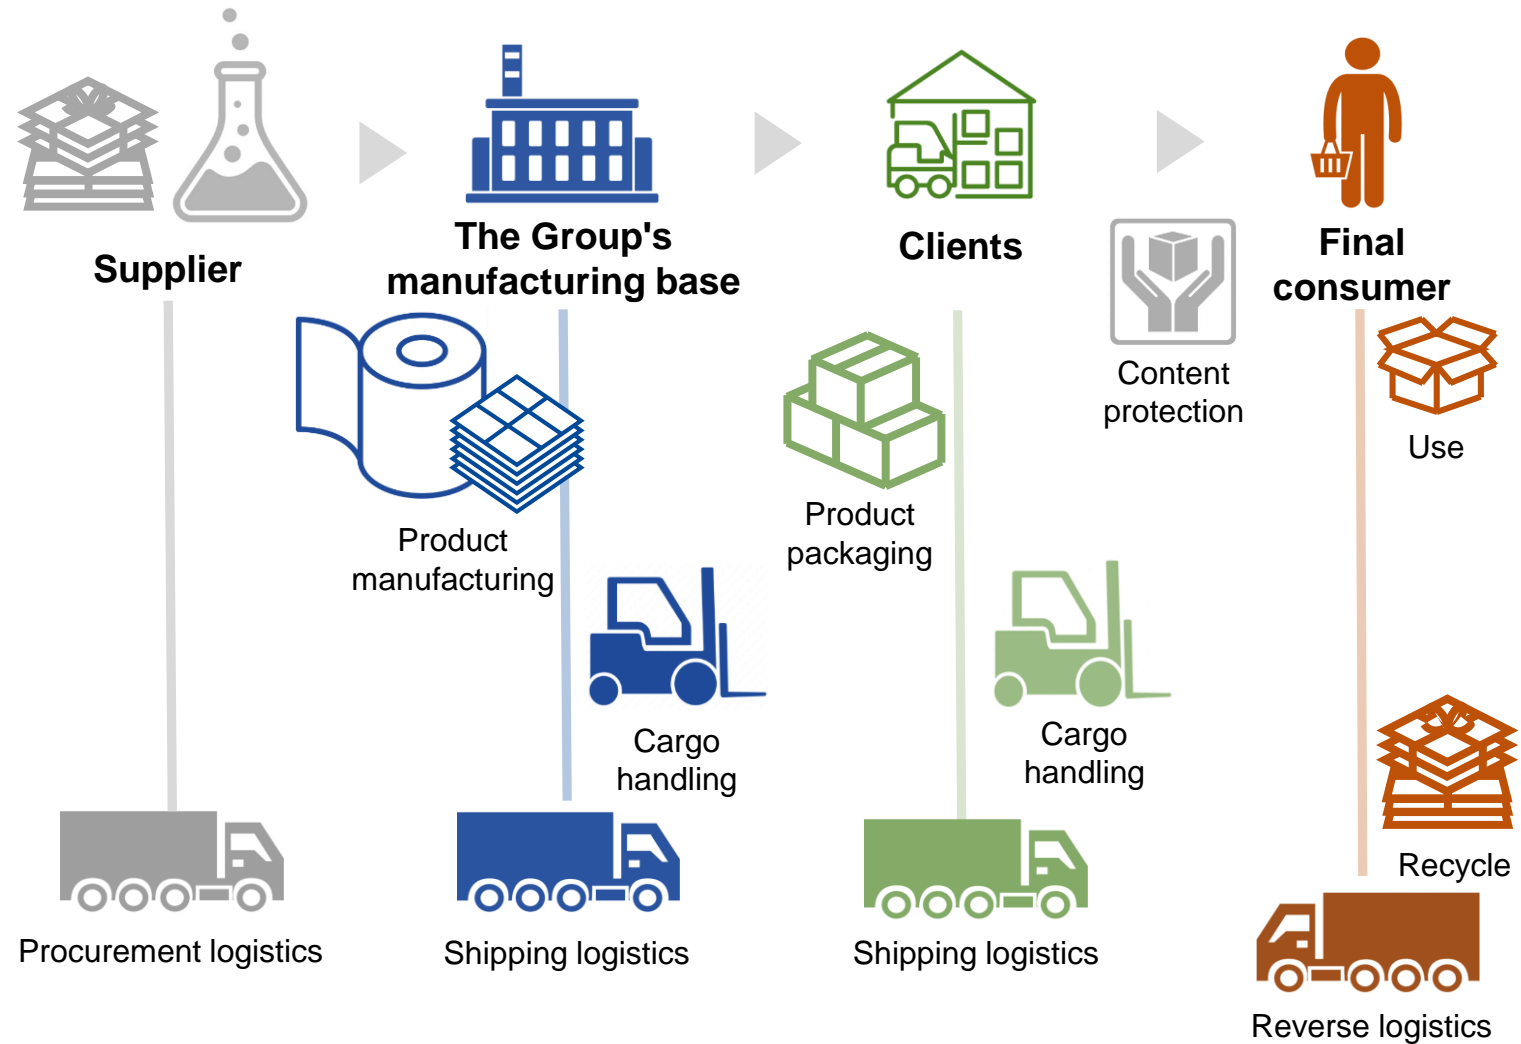 Supplier
The Group's
manufacturing base
Clients
Final
consumer
Content
protection
Use
Product
manufacturing
Product
packaging
Cargo
handling
Cargo
handling
Recycle
Procurement logistics
Shipping logistics
Shipping logistics
Reverse logistics